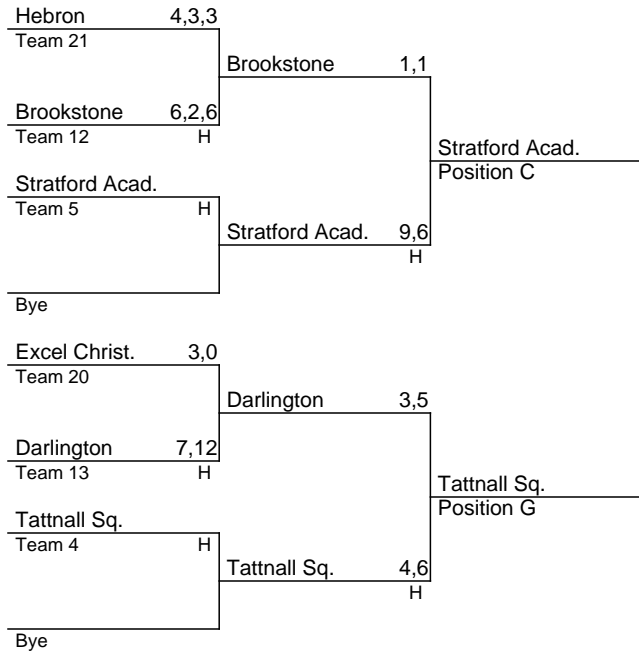 Hebron 4,3,3
Team 21
Brookstone 1,1
Brookstone 6,2,6
Team 12 H
Stratford Acad.
Position C
Stratford Acad.
Team 5 H
Stratford Acad. 9,6
H
Bye
Excel Christ. 3,0
Team 20
Darlington 3,5
Darlington 7,12
Team 13 H
Tattnall Sq.
Position G
Tattnall Sq.
Team 4 H
Tattnall Sq. 4,6
H
Bye